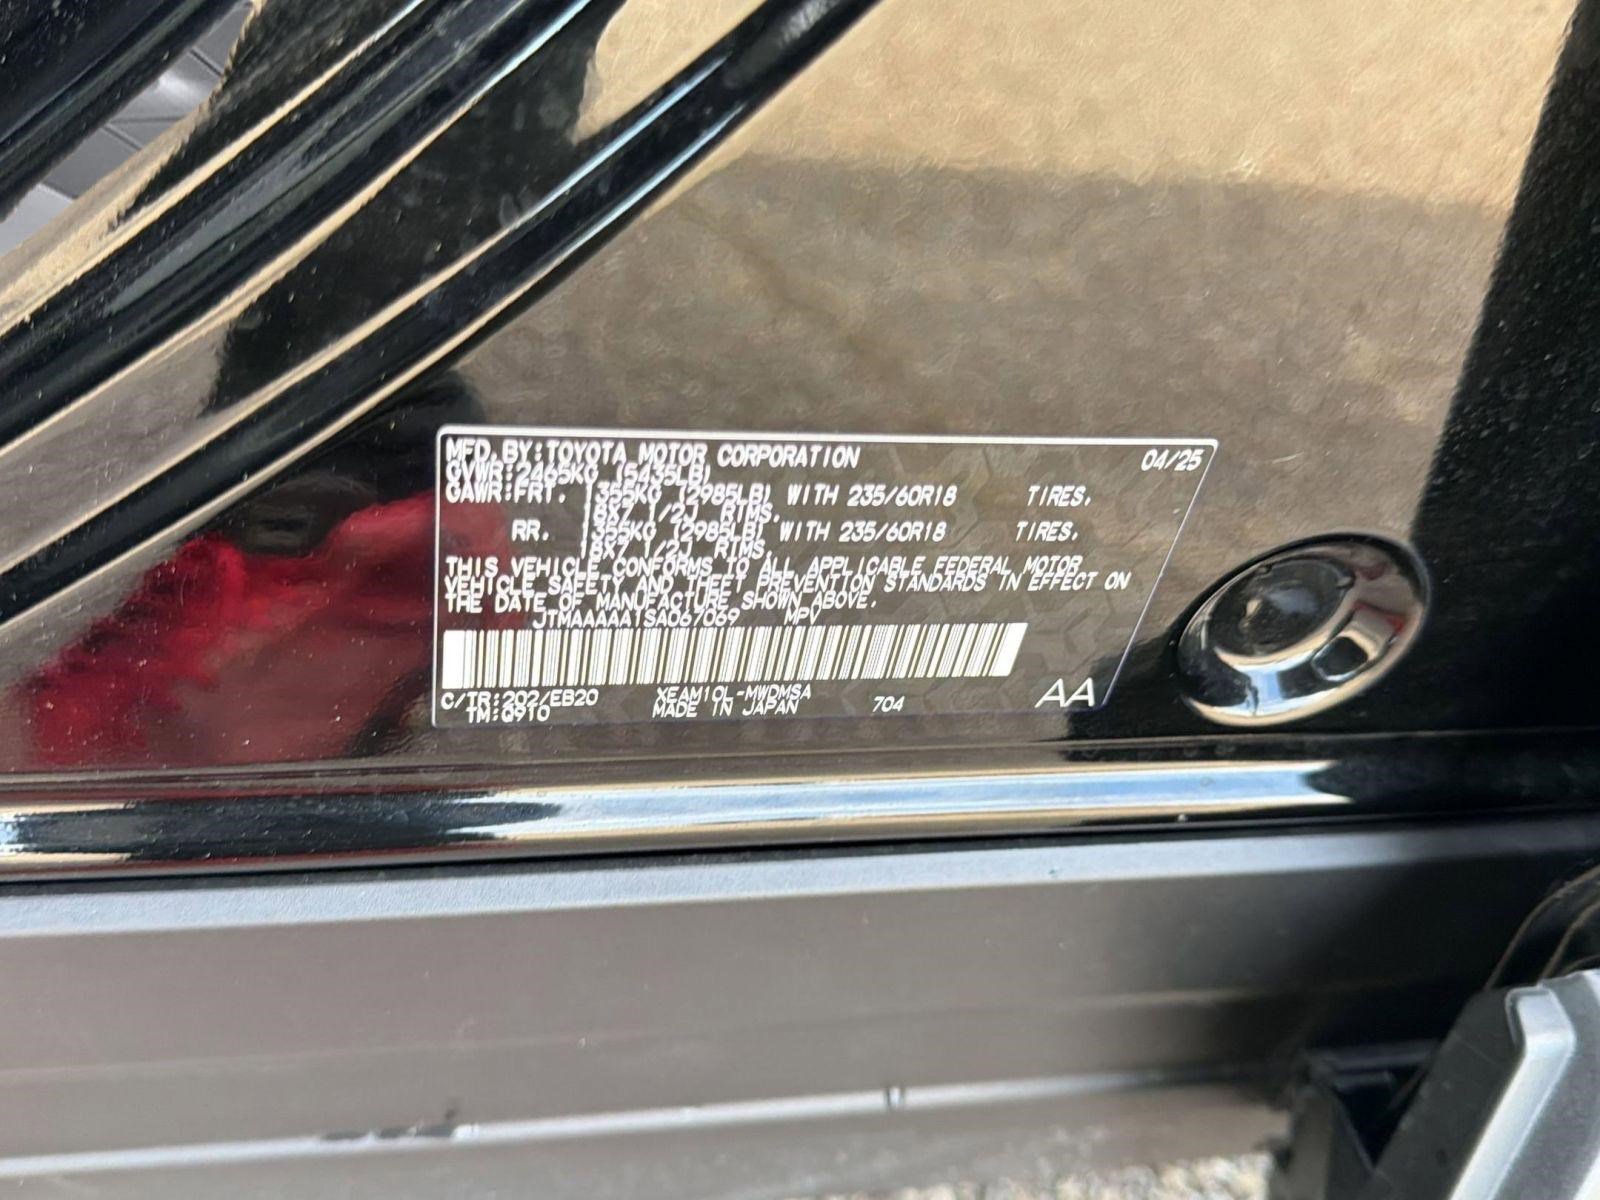 MFD. BY: TOYOTA MOTOR CORPORATION 04/25
GVWR: 2465KG (5435LB)
GAWR: FRT. 1355KG (2985LB) WITH 235/60R18 TIRES,
18X7 1/2J RIMS.
RR. 1355KG (2985LB) WITH 235/60R18 TIRES,
18X7 1/2J RIMS.
THIS VEHICLE CONFORMS TO ALL APPLICABLE FEDERAL MOTOR
VEHICLE SAFETY AND THEFT PREVENTION STANDARDS IN EFFECT ON
THE DATE OF MANUFACTURE SHOWN ABOVE.
JTMAAAAA1SA067069 MPV
C/TR: 202/EB20 XEAM10L-MWDMSA 704 AA
TM: Q910 MADE IN JAPAN